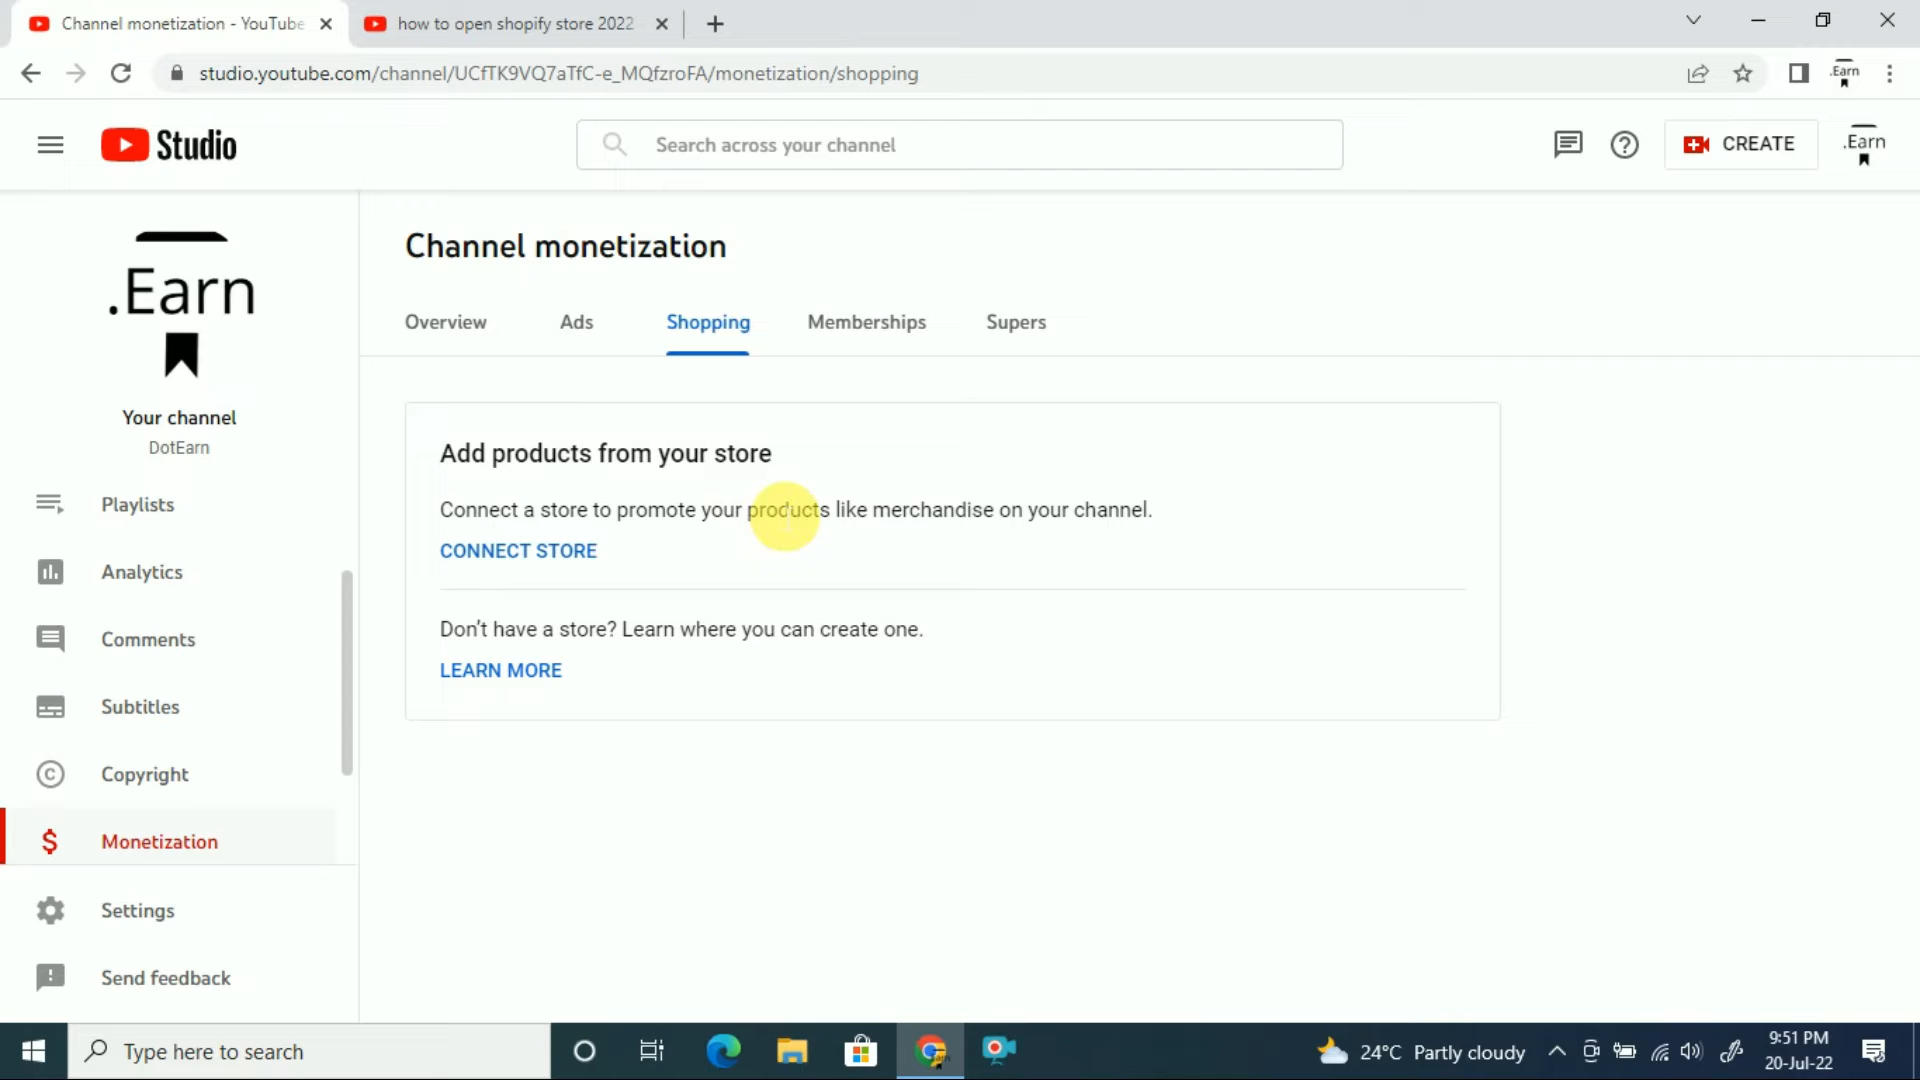 Channel monetization - YouTube
how to open shopify store 2022
studio.youtube.com/channel/UCfTK9VQ7aTfC-e_MQfzroFA/monetization/shopping
.Earn
Studio
Search across your channel
CREATE
.Earn
.Earn
Your channel
DotEarn
Playlists
Analytics
Comments
Subtitles
Copyright
Monetization
Settings
Send feedback
Channel monetization
Overview
Ads
Shopping
Memberships
Supers
Add products from your store
Connect a store to promote your products like merchandise on your channel.
CONNECT STORE
Don't have a store? Learn where you can create one.
LEARN MORE
Type here to search
24°C Partly cloudy
9:51 PM
20-Jul-22